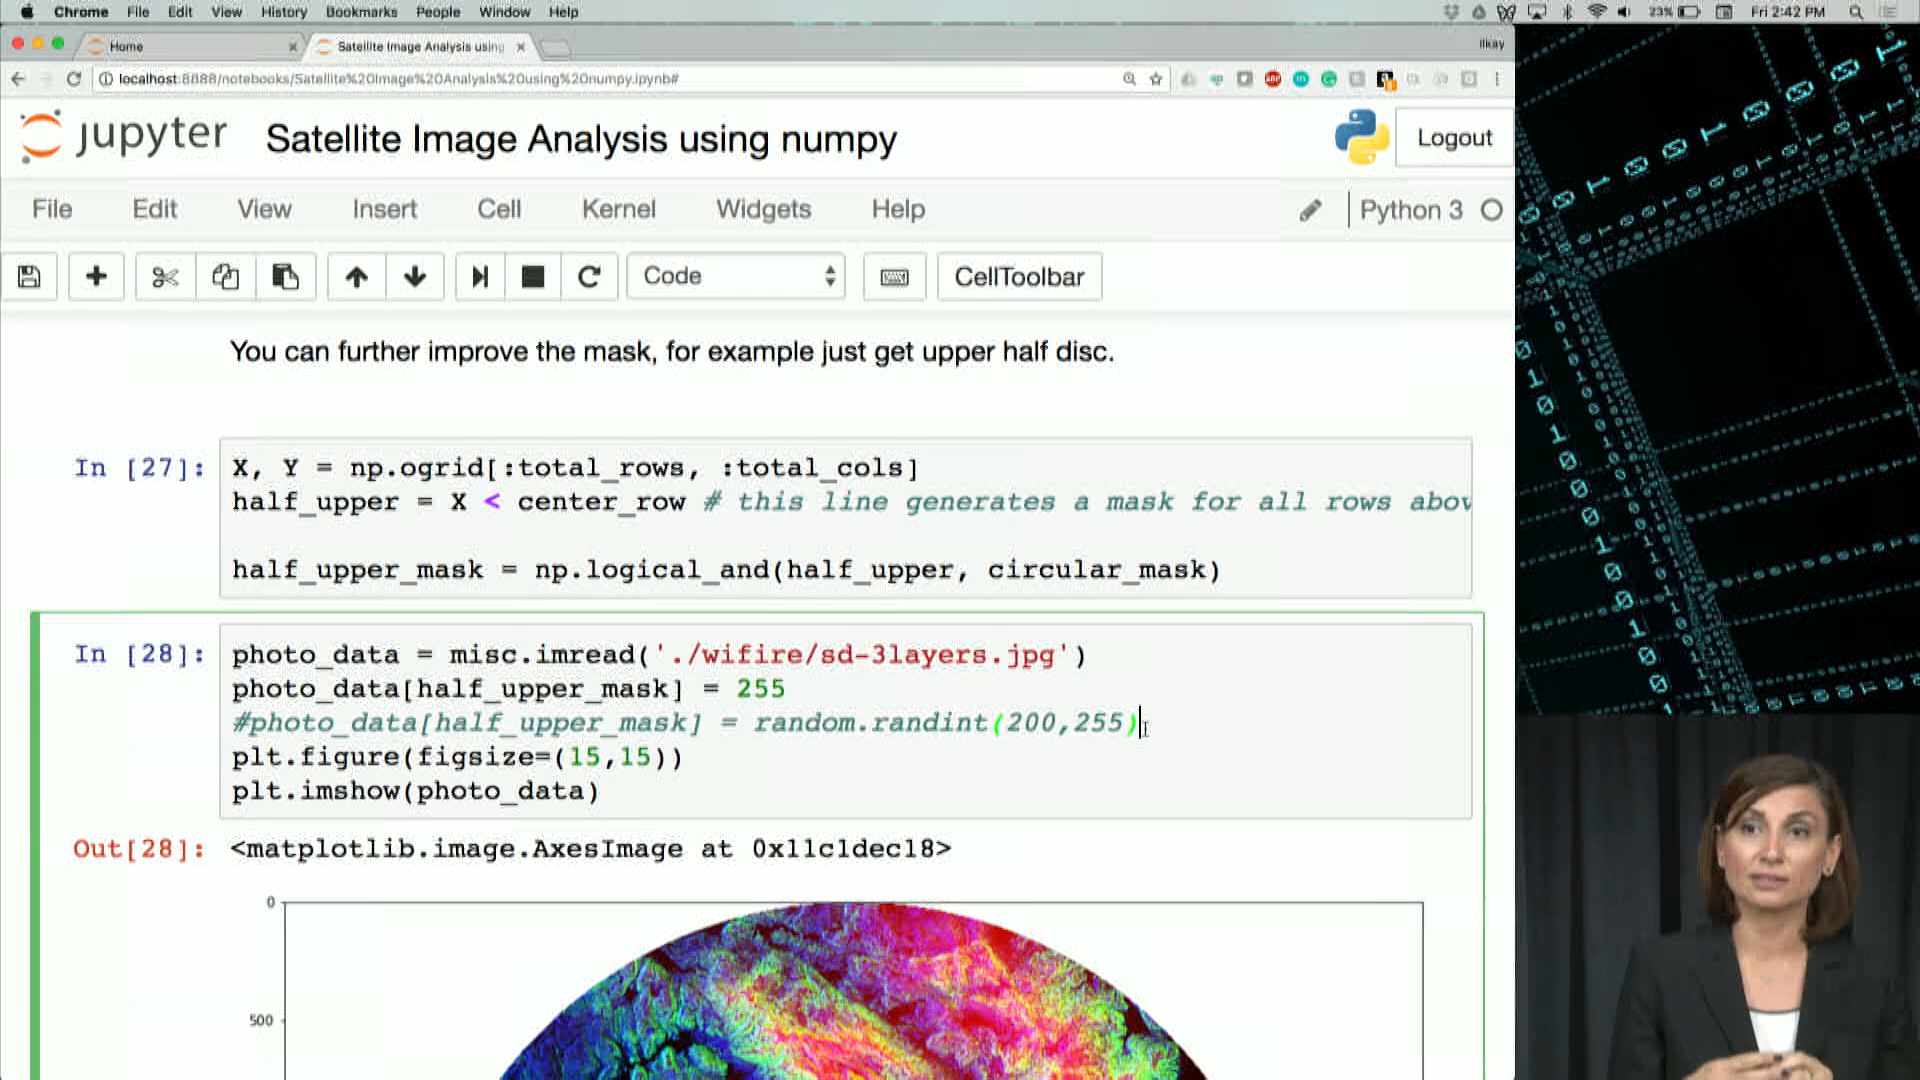 Chrome File Edit View History Bookmarks People Window Help 23% Fri 2:42 PM
Home Satellite Image Analysis using Ilkay
localhost:8888/notebooks/Satellite%20Image%20Analysis%20using%20numpy.ipynb#
jupyter Satellite Image Analysis using numpy Logout
File Edit View Insert Cell Kernel Widgets Help Python 3
Code CellToolbar
You can further improve the mask, for example just get upper half disc.
In [27]: X, Y = np.ogrid[:total_rows, :total_cols]
half_upper = X < center_row # this line generates a mask for all rows abov
half_upper_mask = np.logical_and(half_upper, circular_mask)
In [28]: photo_data = misc.imread('./wifire/sd-3layers.jpg')
photo_data[half_upper_mask] = 255
#photo_data[half_upper_mask] = random.randint(200,255)
plt.figure(figsize=(15,15))
plt.imshow(photo_data)
Out[28]: <matplotlib.image.AxesImage at 0x11c1dec18>
0
500